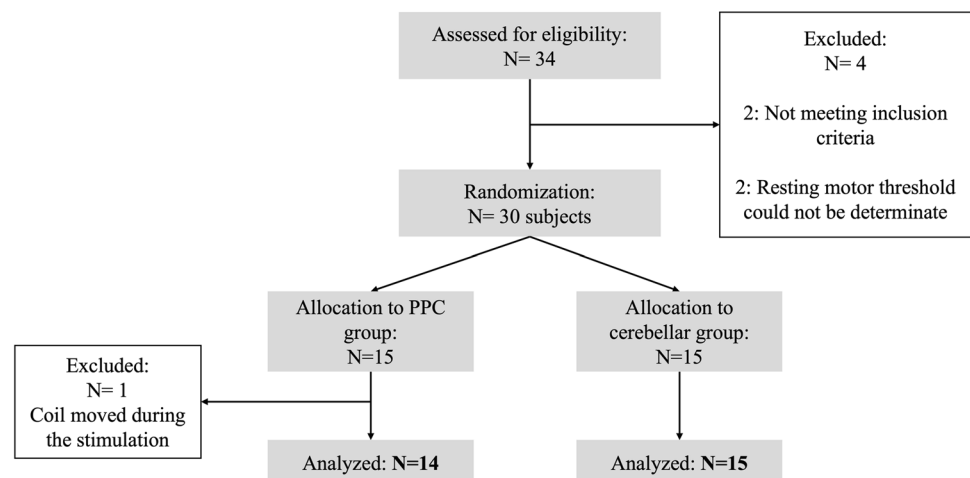 Assessed for eligibility:
N= 34
Excluded:
N= 4
2: Not meeting inclusion
criteria
2: Resting motor threshold
could not be determinate
Randomization:
N= 30 subjects
Allocation to PPC
group:
N=15
Allocation to
cerebellar group:
N=15
Excluded:
N= 1
Coil moved during
the stimulation
Analyzed: N=14
Analyzed: N=15